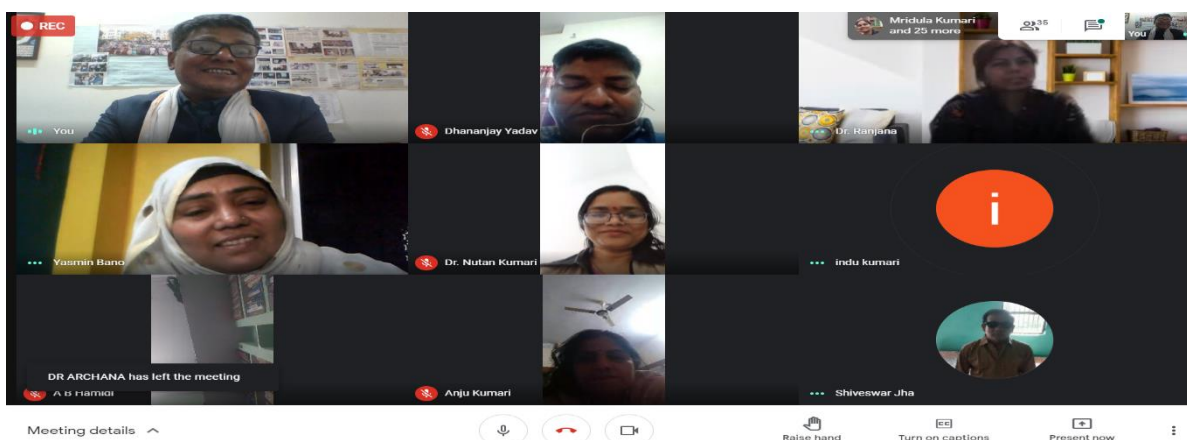 REC
Mridula Kumari
and 25 more
35
You
You
Dhananjay Yadav
Dr. Ranjana
Yasmin Bano
Dr. Nutan Kumari
i
indu kumari
DR ARCHANA has left the meeting
A B Hamidi
Anju Kumari
Shiveswar Jha
Meeting details
Raise hand
cc
Turn on captions
Present now